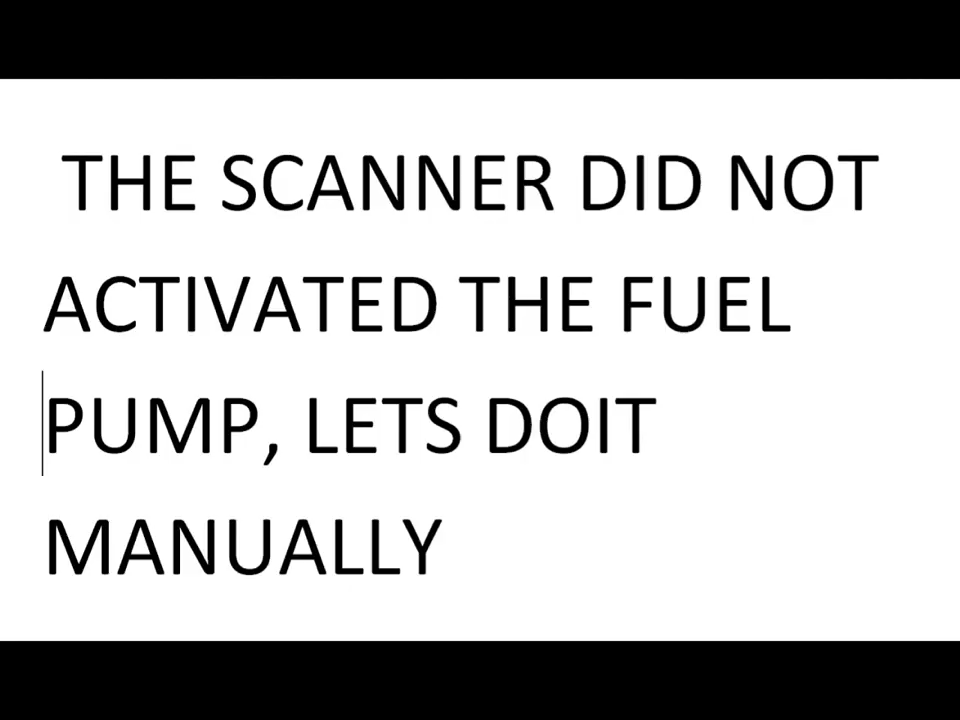 THE SCANNER DID NOT
ACTIVATED THE FUEL
PUMP, LETS DOIT
MANUALLY